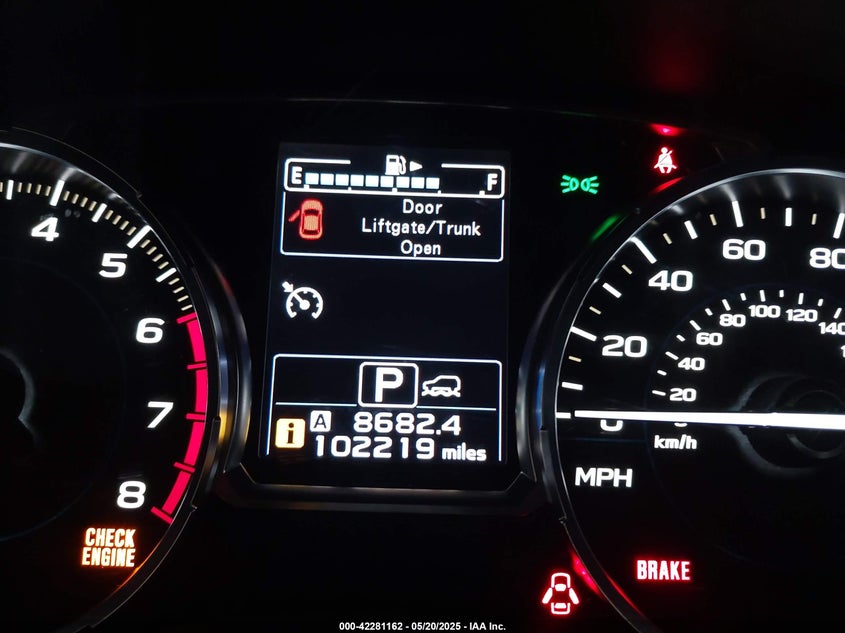 E F
Door
Liftgate/Trunk
Open
P
A 8682.4
i 102219 miles
4
5
6
7
8
CHECK
ENGINE
80
60
40
20
0
MPH
140
120
100
80
60
40
20
km/h
BRAKE
000-42281162 - 05/20/2025 - IAA Inc.